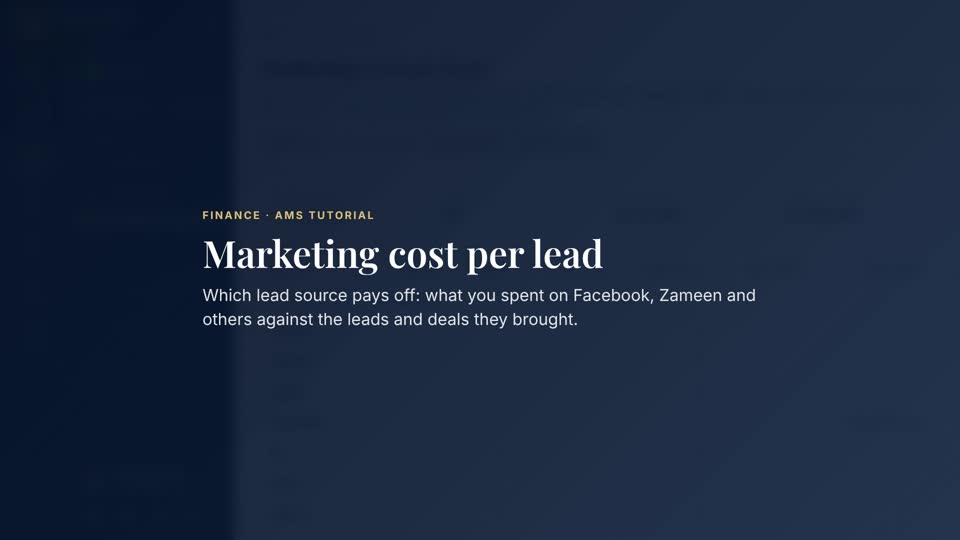 FINANCE · AMS TUTORIAL
Marketing cost per lead
Which lead source pays off: what you spent on Facebook, Zameen and
others against the leads and deals they brought.